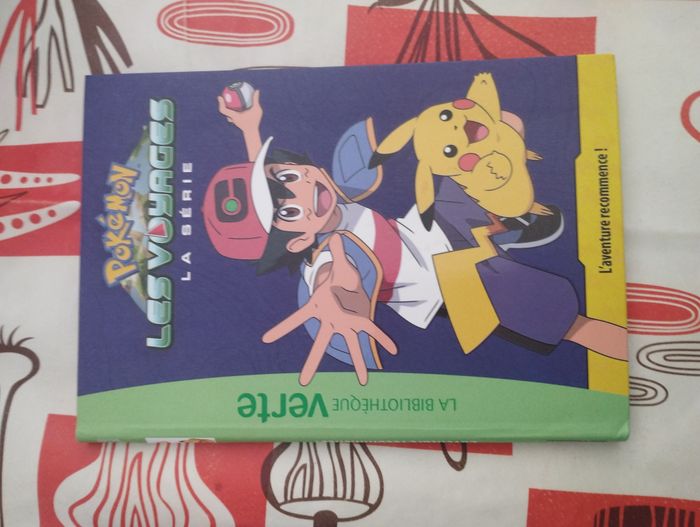 POKÉMON
LES VOYAGES
LA SÉRIE
LA BIBLIOTHÈQUE
verte
L'aventure recommence !